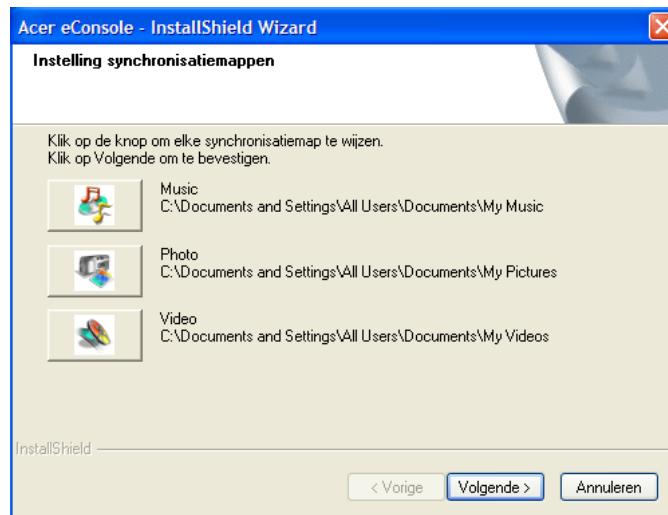 Acer eConsole - InstallShield Wizard
Instelling synchronisatiemappen
Klik op de knop om elke synchronisatiemap te wijzen.
Klik op Volgende om te bevestigen.
Music
C:\Documents and Settings\All Users\Documents\My Music
Photo
C:\Documents and Settings\All Users\Documents\My Pictures
Video
C:\Documents and Settings\All Users\Documents\My Videos
InstallShield
< Vorige Volgende > Annuleren